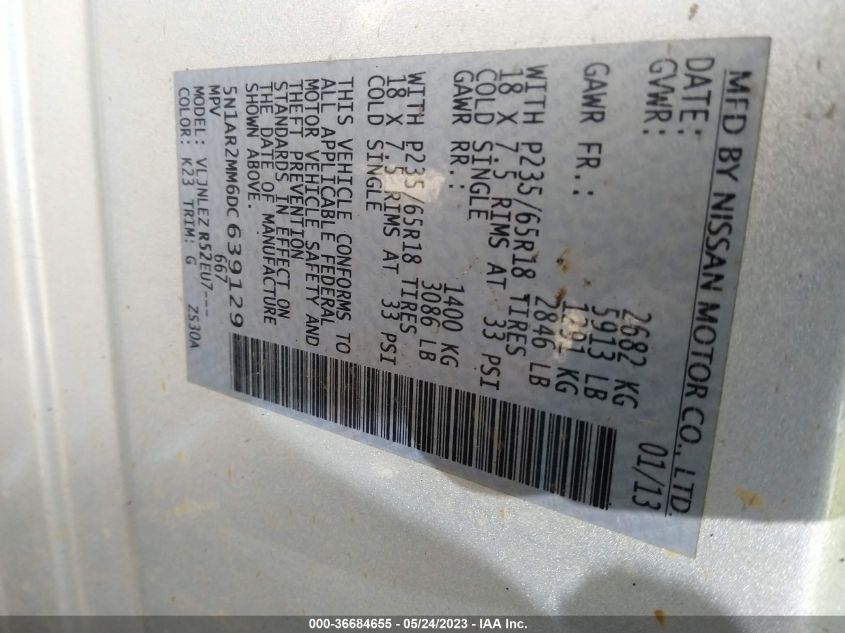 MFD BY NISSAN MOTOR CO., LTD.
DATE: 01/13
GVWR: 2682 KG
5913 LB
GAWR FR.: 1291 KG
2846 LB
WITH P235/65R18 TIRES
18 X 7.5 RIMS AT 33 PSI
COLD SINGLE
GAWR RR.: 1400 KG
3086 LB
WITH P235/65R18 TIRES
18 X 7.5 RIMS AT 33 PSI
COLD SINGLE
THIS VEHICLE CONFORMS TO
ALL APPLICABLE FEDERAL
MOTOR VEHICLE SAFETY AND
THEFT PREVENTION
STANDARDS IN EFFECT ON
THE DATE OF MANUFACTURE
SHOWN ABOVE.
5N1AR2MM6DC639129
MPV 667
MODEL: VLJNLEZ R52EU7---
COLOR: K23 TRIM: G ZS30A
000-36684655 - 05/24/2023 - IAA Inc.